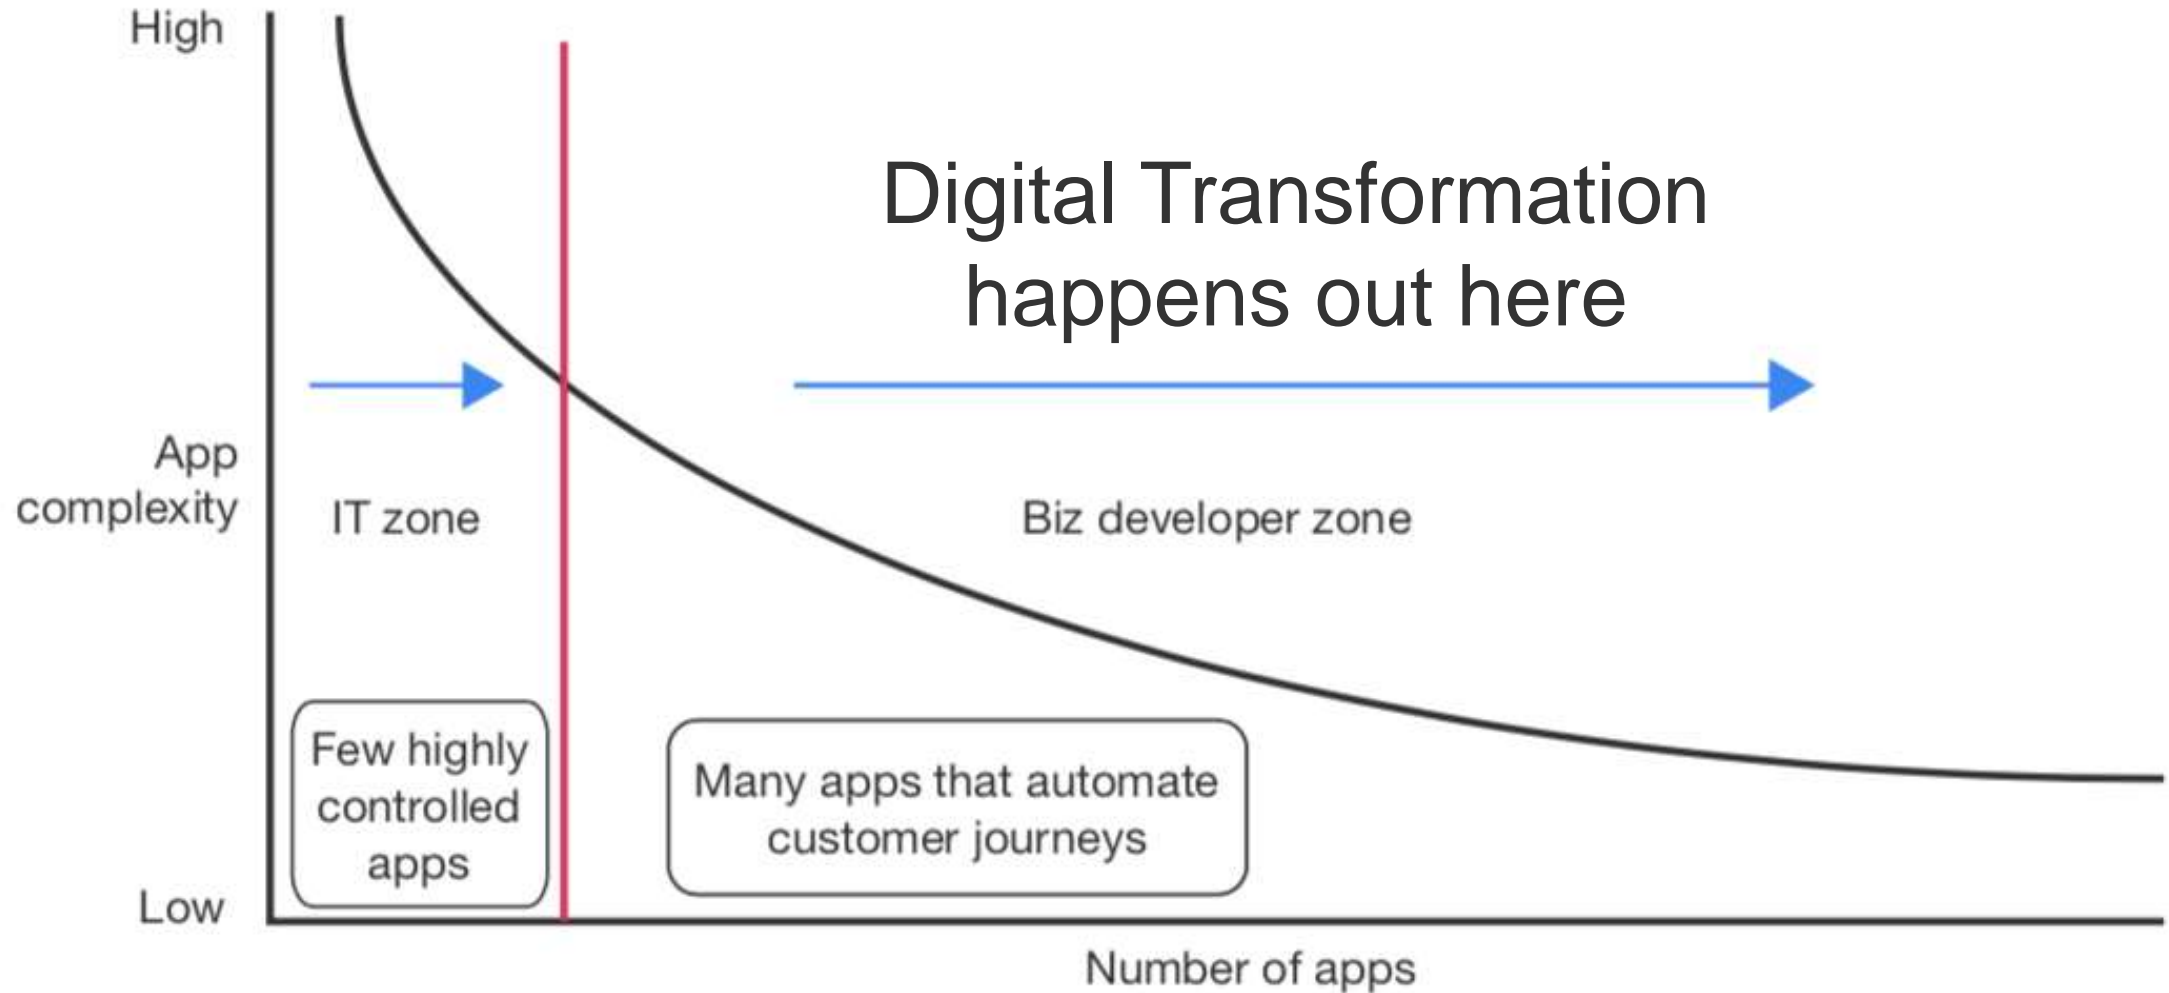 High
Digital Transformation
happens out here
App
complexity
IT zone
Biz developer zone
Few highly
controlled
apps
Many apps that automate
customer journeys
Low
Number of apps